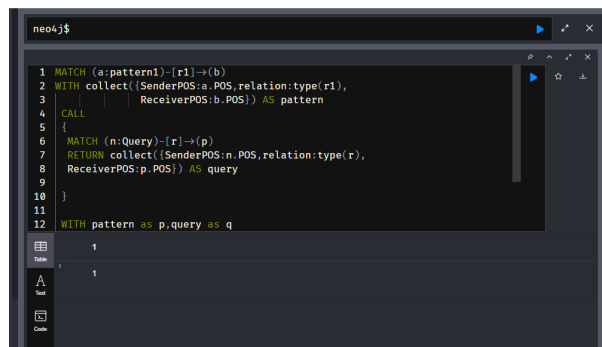 neo4j$
1 MATCH (a:pattern1)-[r1]→(b)
2 WITH collect({SenderPOS:a.POS,relation:type(r1),
3 ReceiverPOS:b.POS}) AS pattern
4 CALL
5 {
6 MATCH (n:Query)-[r]→(p)
7 RETURN collect({SenderPOS:n.POS,relation:type(r),
8 ReceiverPOS:p.POS}) AS query
9
10 }
11
12 WITH pattern as p,query as q
Table
1
A
Text
1
Code